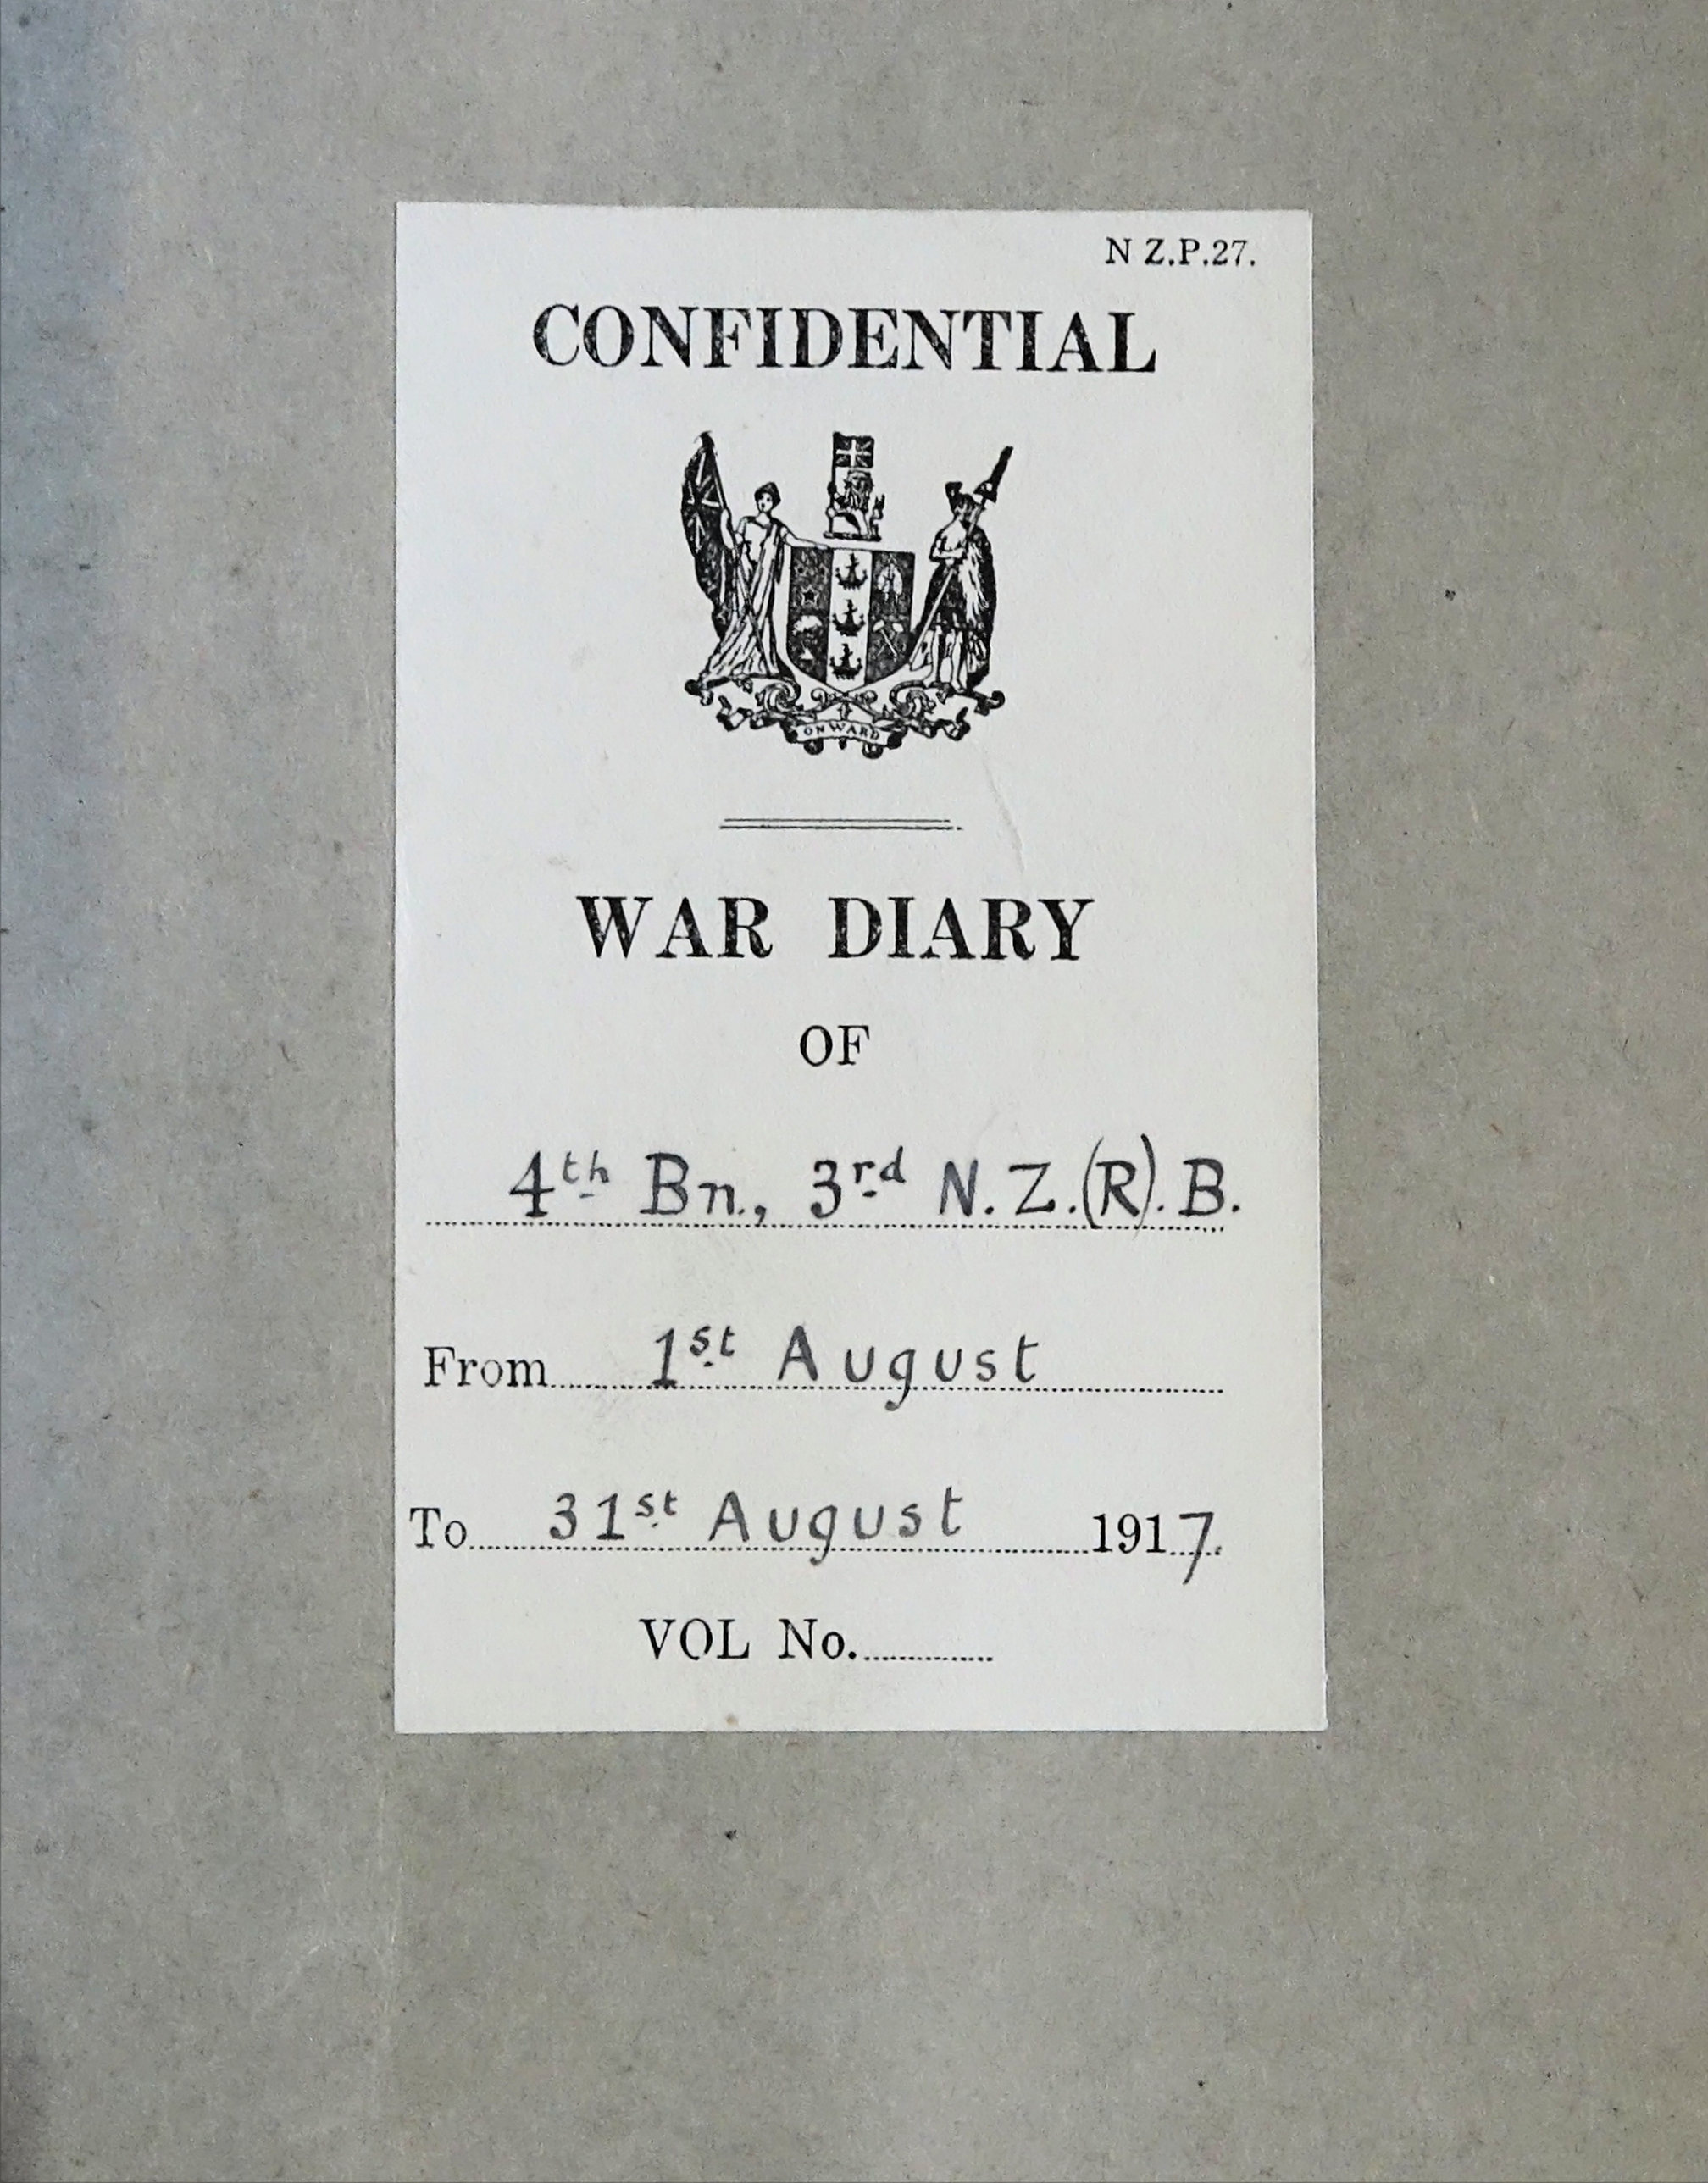 N Z.P.27.
CONFIDENTIAL
ONWARD
WAR DIARY
OF
4th Bn., 3rd N.Z.(R).B.
From 1st August
To 31st August 1917.
VOL No.